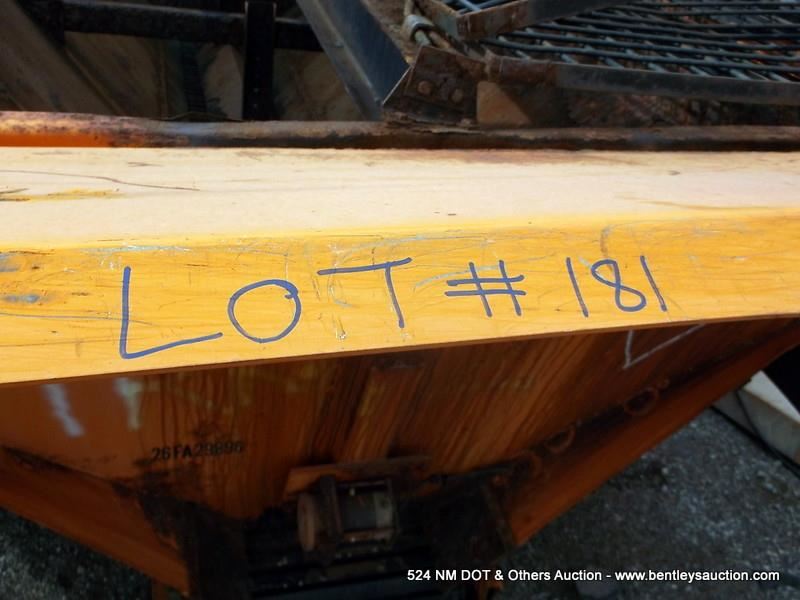 LOT # 181
26FA29896
524 NM DOT & Others Auction - www.bentleysauction.com